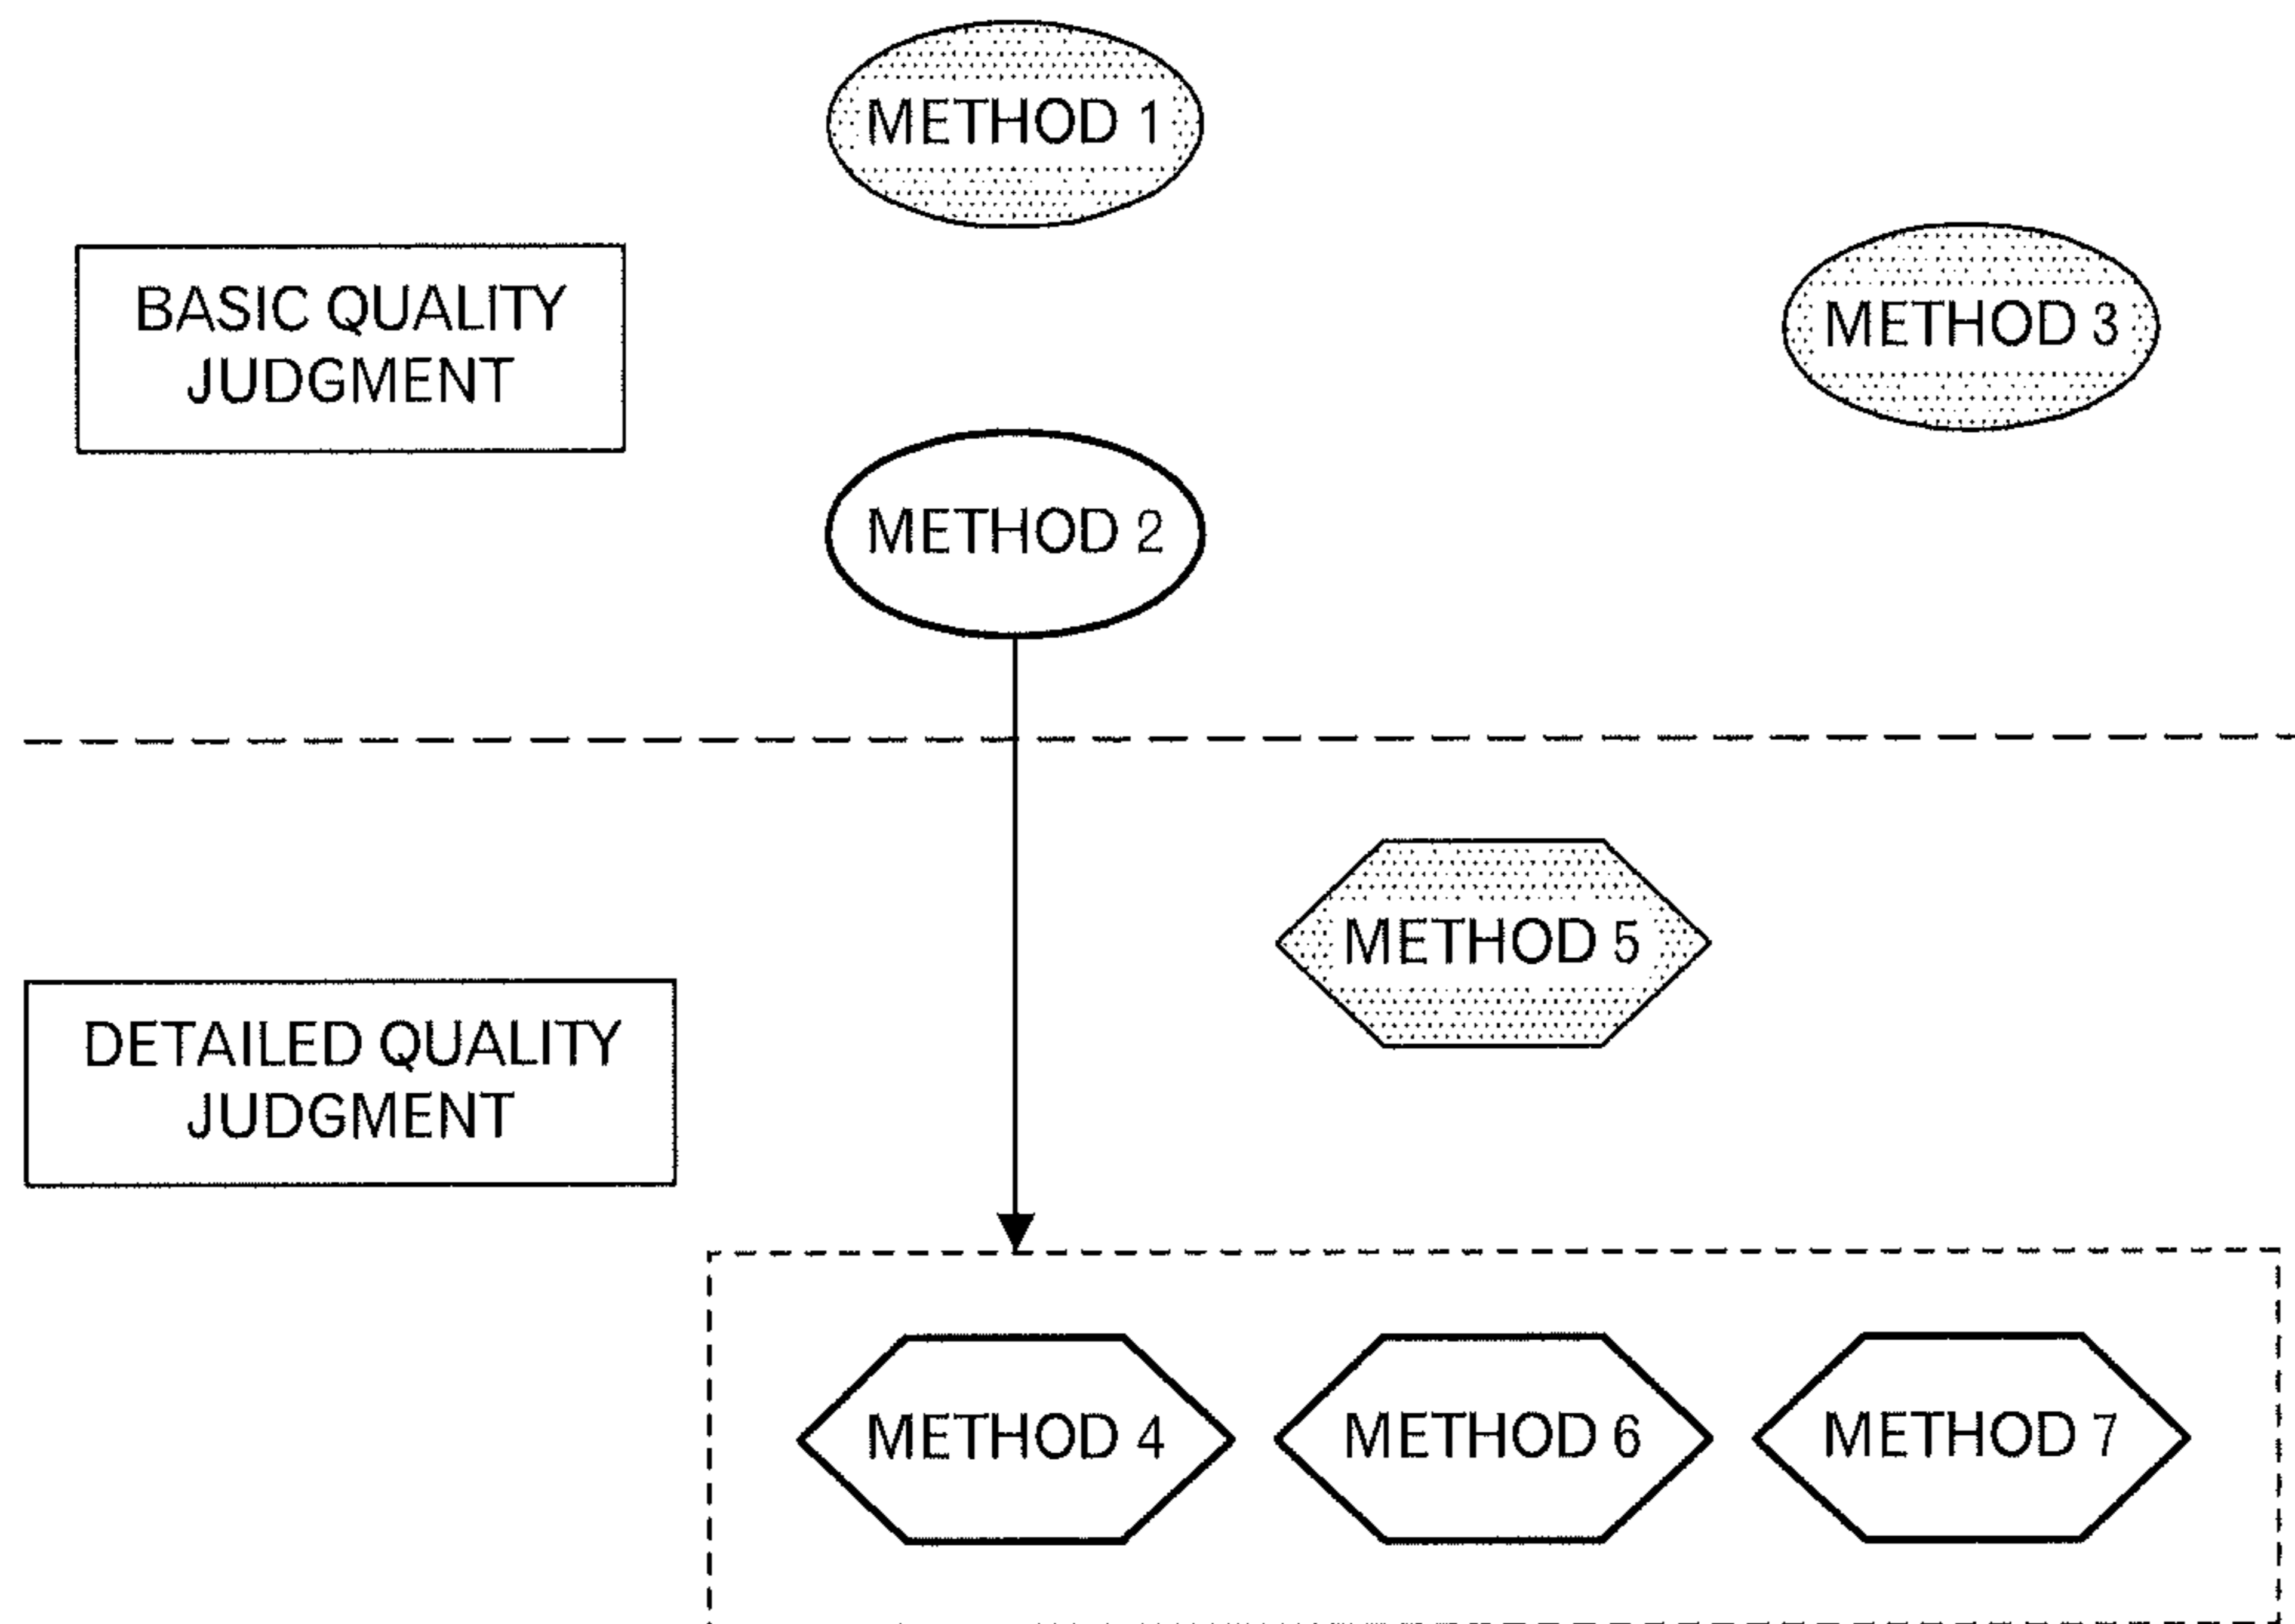 METHOD 1
BASIC QUALITY
JUDGMENT
METHOD 3
METHOD 2
METHOD 5
DETAILED QUALITY
JUDGMENT
METHOD 4
METHOD 6
METHOD 7